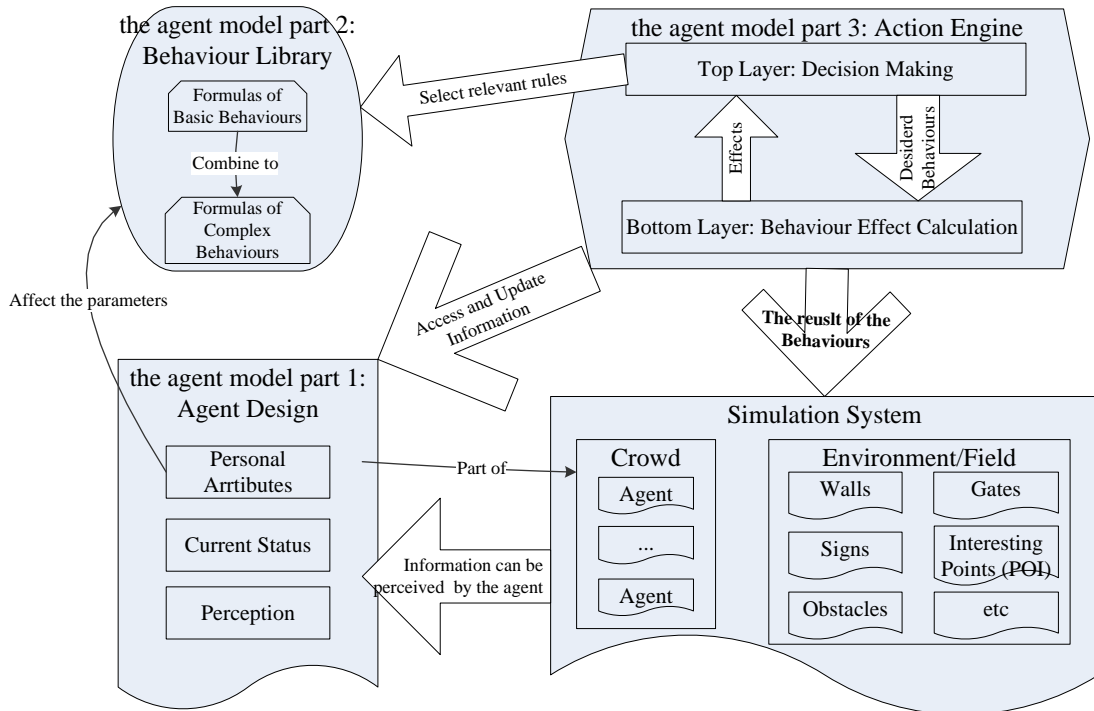 the agent model part 2:
Behaviour Library
Formulas of
Basic Behaviours
Combine to
Formulas of
Complex
Behaviours
Select relevant rules
the agent model part 3: Action Engine
Top Layer: Decision Making
Effects
Desiderd
Behaviours
Bottom Layer: Behaviour Effect Calculation
Affect the parameters
Access and Update
Information
The reuslt of the
Behaviours
the agent model part 1:
Agent Design
Personal
Arrtibutes
Current Status
Perception
Part of
Information can be
perceived by the agent
Simulation System
Crowd
Agent
...
Agent
Environment/Field
Walls
Gates
Signs
Interesting
Points (POI)
Obstacles
etc